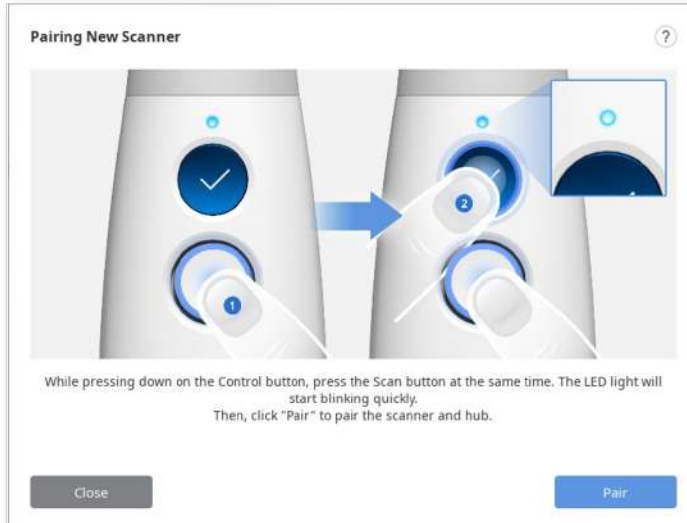 Pairing New Scanner
?
1
2
While pressing down on the Control button, press the Scan button at the same time. The LED light will
start blinking quickly.
Then, click "Pair" to pair the scanner and hub.
Close
Pair